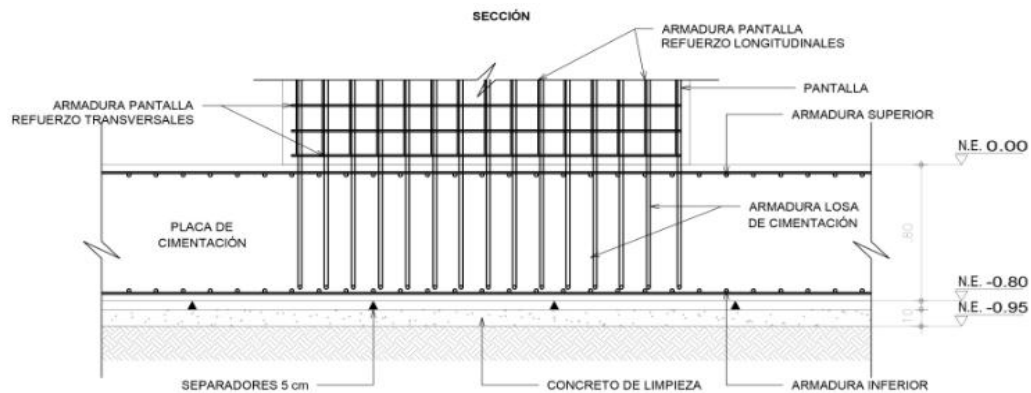 SECCIÓN
ARMADURA PANTALLA
REFUERZO LONGITUDINALES
PANTALLA
ARMADURA PANTALLA
REFUERZO TRANSVERSALES
ARMADURA SUPERIOR
N.E. 0.00
PLACA DE
CIMENTACIÓN
ARMADURA LOSA
DE CIMENTACIÓN
.80
N.E. -0.80
N.E. -0.95
.10
SEPARADORES 5 cm
CONCRETO DE LIMPIEZA
ARMADURA INFERIOR